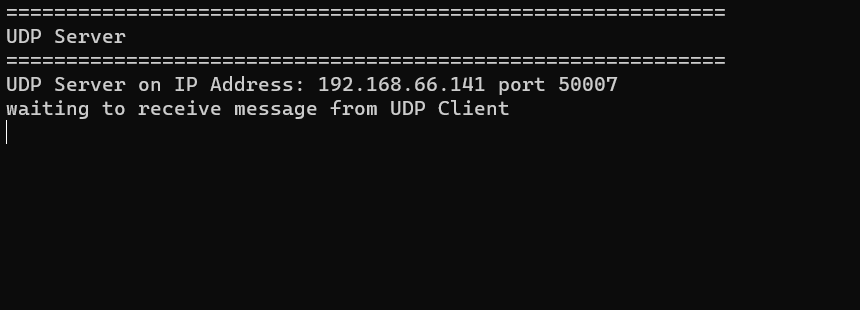 ============================================================
UDP Server
============================================================
UDP Server on IP Address: 192.168.66.141 port 50007
waiting to receive message from UDP Client